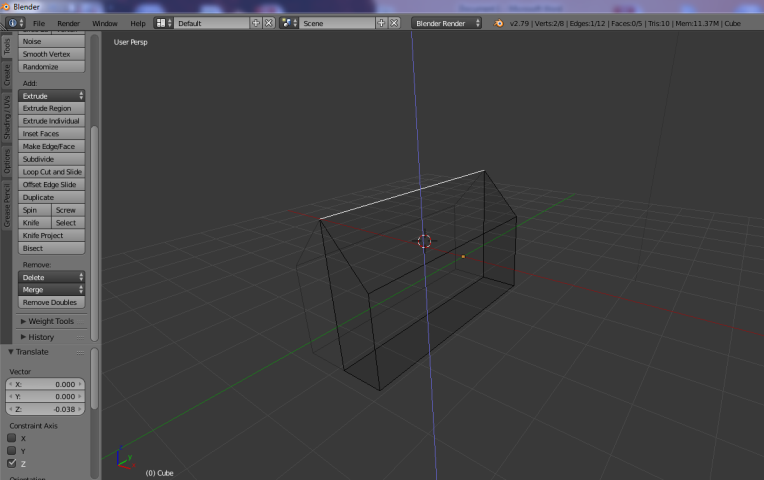 Blender
File Render Window Help Default Scene Blender Render v2.79 | Verts:2/8 | Edges:1/12 | Faces:0/5 | Tris:10 | Mem:11.37M | Cube
User Persp
Tools
Create
Shading / UVs
Options
Grease Pencil
Noise
Smooth Vertex
Randomize
Add:
Extrude
Extrude Region
Extrude Individual
Inset Faces
Make Edge/Face
Subdivide
Loop Cut and Slide
Offset Edge Slide
Duplicate
Spin Screw
Knife Select
Knife Project
Bisect
Remove:
Delete
Merge
Remove Doubles
Weight Tools
History
Translate
Vector
X: 0.000
Y: 0.000
Z: -0.038
Constraint Axis
X
Y
Z
(0) Cube